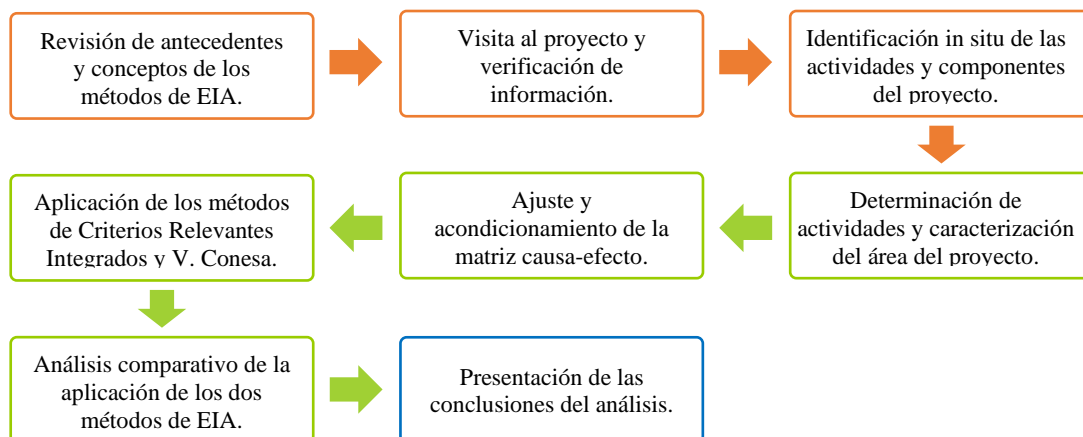 Revisión de antecedentes
y conceptos de los
métodos de EIA.
Visita al proyecto y
verificación de
información.
Identificación in situ de las
actividades y componentes
del proyecto.
Determinación de
actividades y caracterización
del área del proyecto.
Ajuste y
acondicionamiento de la
matriz causa-efecto.
Aplicación de los métodos
de Criterios Relevantes
Integrados y V. Conesa.
Análisis comparativo de la
aplicación de los dos
métodos de EIA.
Presentación de las
conclusiones del análisis.